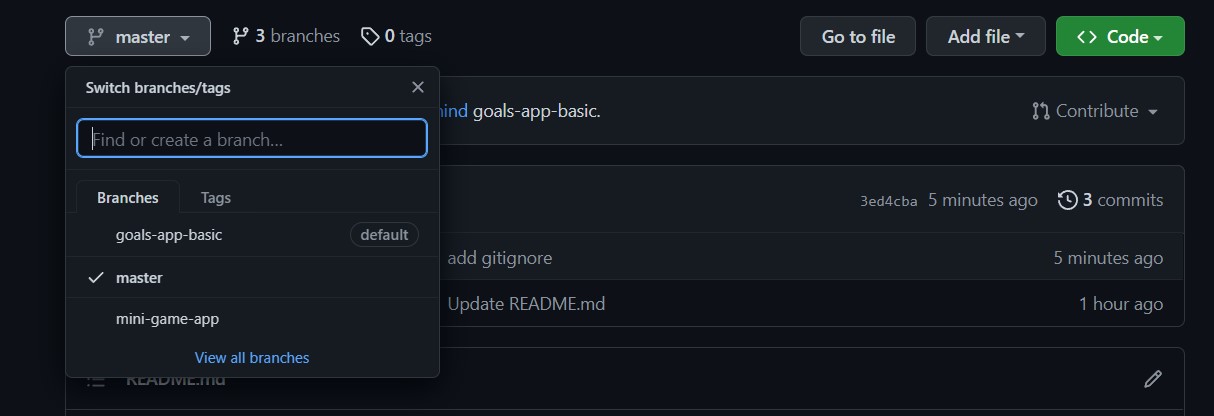 master
3 branches
0 tags
Go to file
Add file
Code
Switch branches/tags
goals-app-basic.
Contribute
Find or create a branch...
Branches
Tags
3ed4cba 5 minutes ago
3 commits
goals-app-basic
default
add gitignore
5 minutes ago
master
Update README.md
1 hour ago
mini-game-app
View all branches
README.md